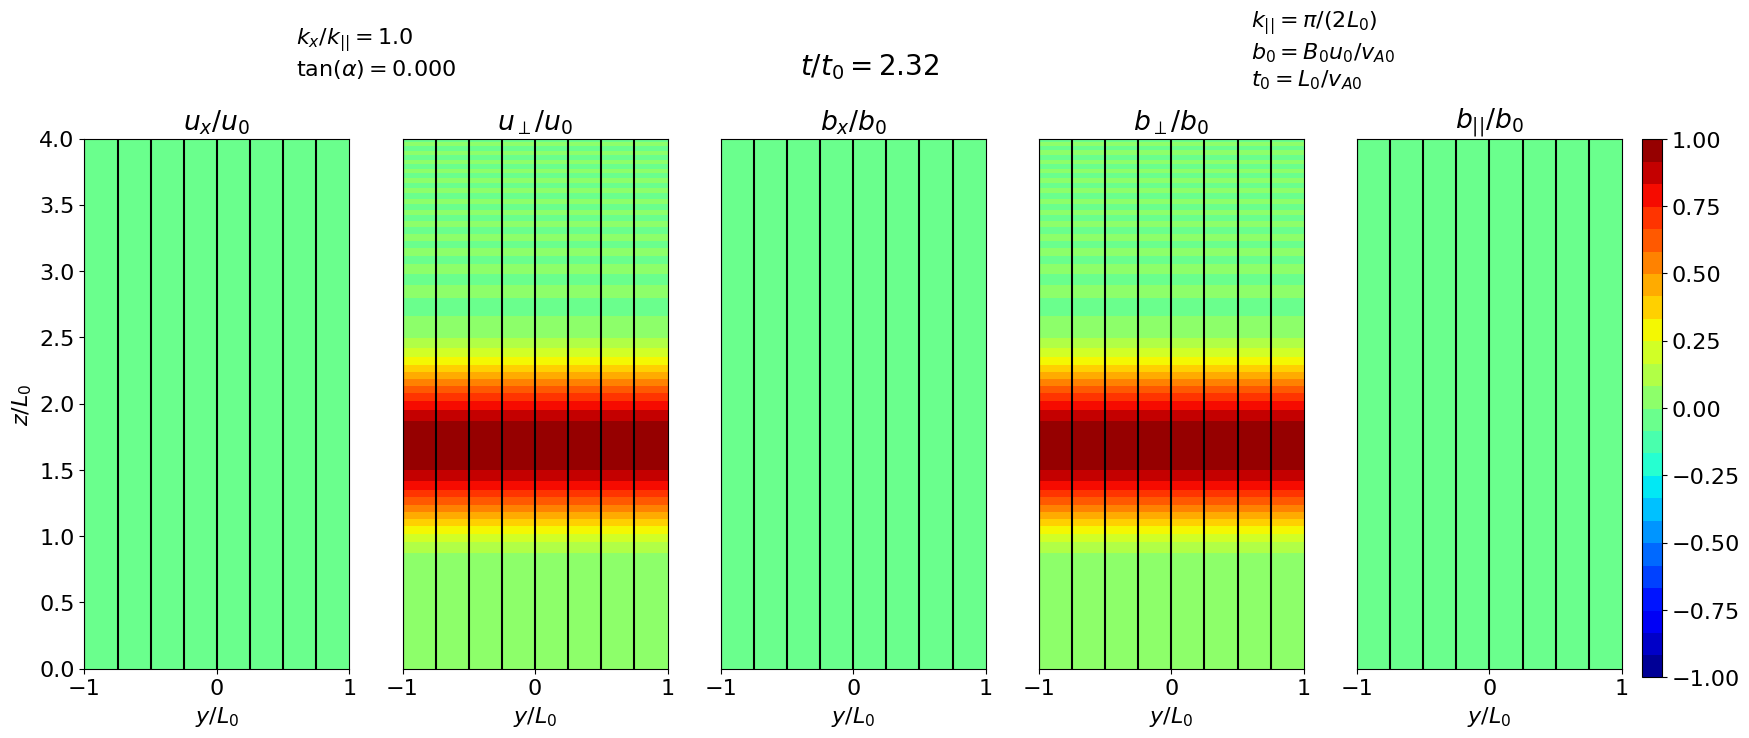 k_x/k_{||} = 1.0
tan(α) = 0.000
t/t_0 = 2.32
k_{||} = π/(2L_0)
b_0 = B_0u_0/v_{A0}
t_0 = L_0/v_{A0}
u_x/u_0
u_⊥/u_0
b_x/b_0
b_⊥/b_0
b_{||}/b_0
4.0
3.5
3.0
2.5
2.0
1.5
1.0
0.5
0.0
z/L_0
−1 0 1
−1 0 1
−1 0 1
−1 0 1
−1 0 1
y/L_0
y/L_0
y/L_0
y/L_0
y/L_0
1.00
0.75
0.50
0.25
0.00
−0.25
−0.50
−0.75
−1.00